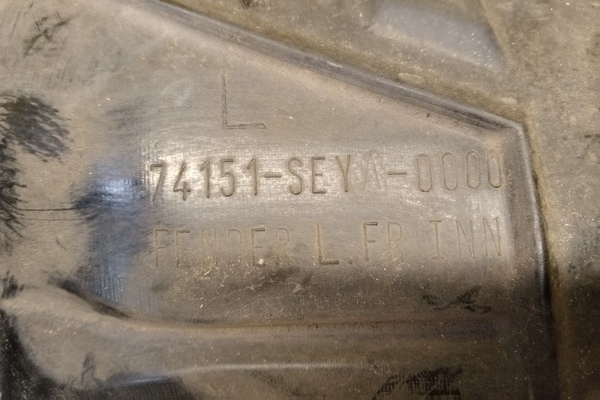 L
74151-SEYA-0000
FENDER L.FR INN